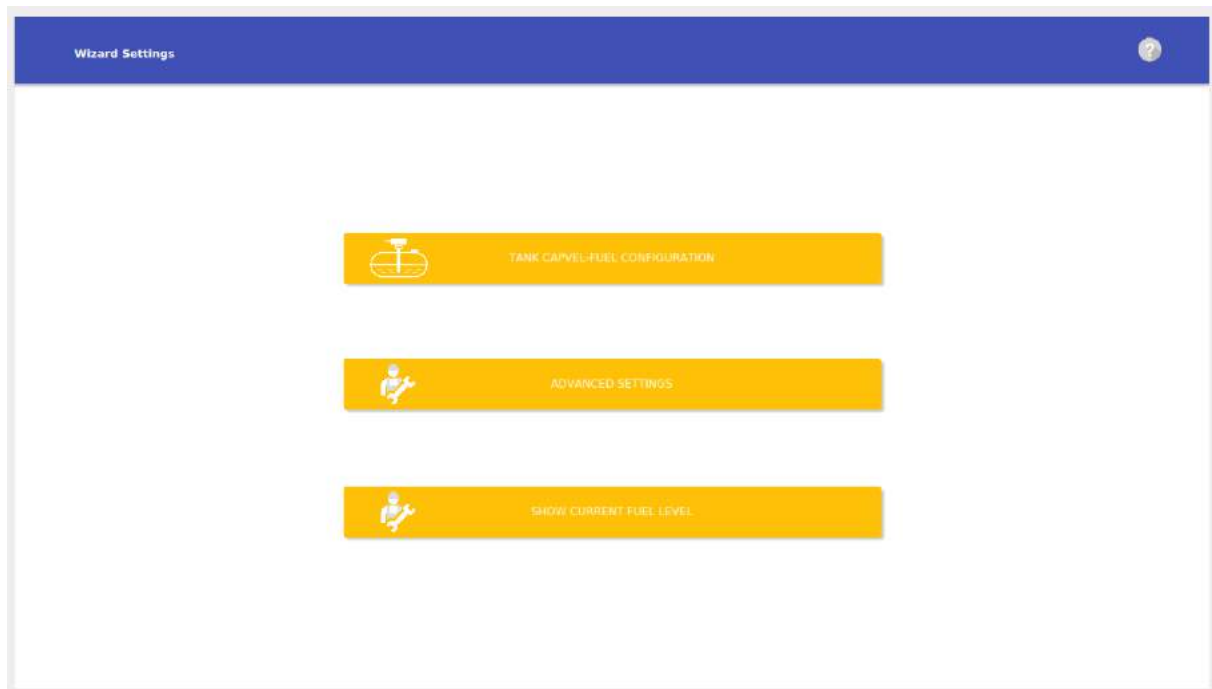 Wizard Settings
?
TANK CAPVEL-FUEL CONFIGURATION
ADVANCED SETTINGS
SHOW CURRENT FUEL LEVEL